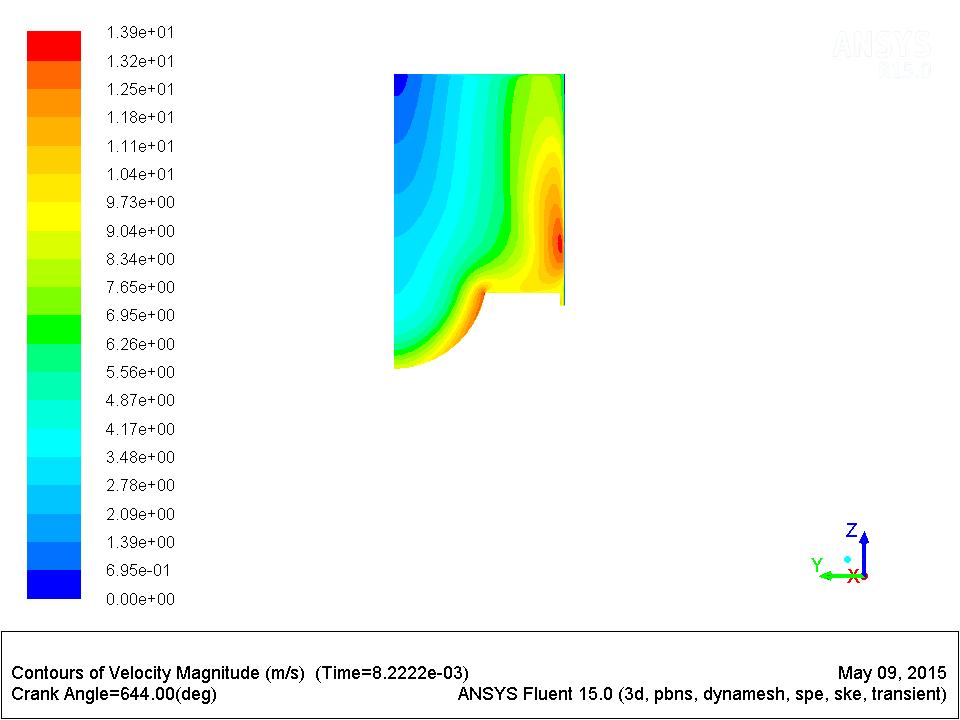 1.39e+01
1.32e+01
1.25e+01
1.18e+01
1.11e+01
1.04e+01
9.73e+00
9.04e+00
8.34e+00
7.65e+00
6.95e+00
6.26e+00
5.56e+00
4.87e+00
4.17e+00
3.48e+00
2.78e+00
2.09e+00
1.39e+00
6.95e-01
0.00e+00
ANSYS
R15.0
Z
Y
X
Contours of Velocity Magnitude (m/s)  (Time=8.2222e-03)
Crank Angle=644.00(deg)
May 09, 2015
ANSYS Fluent 15.0 (3d, pbns, dynamesh, spe, ske, transient)